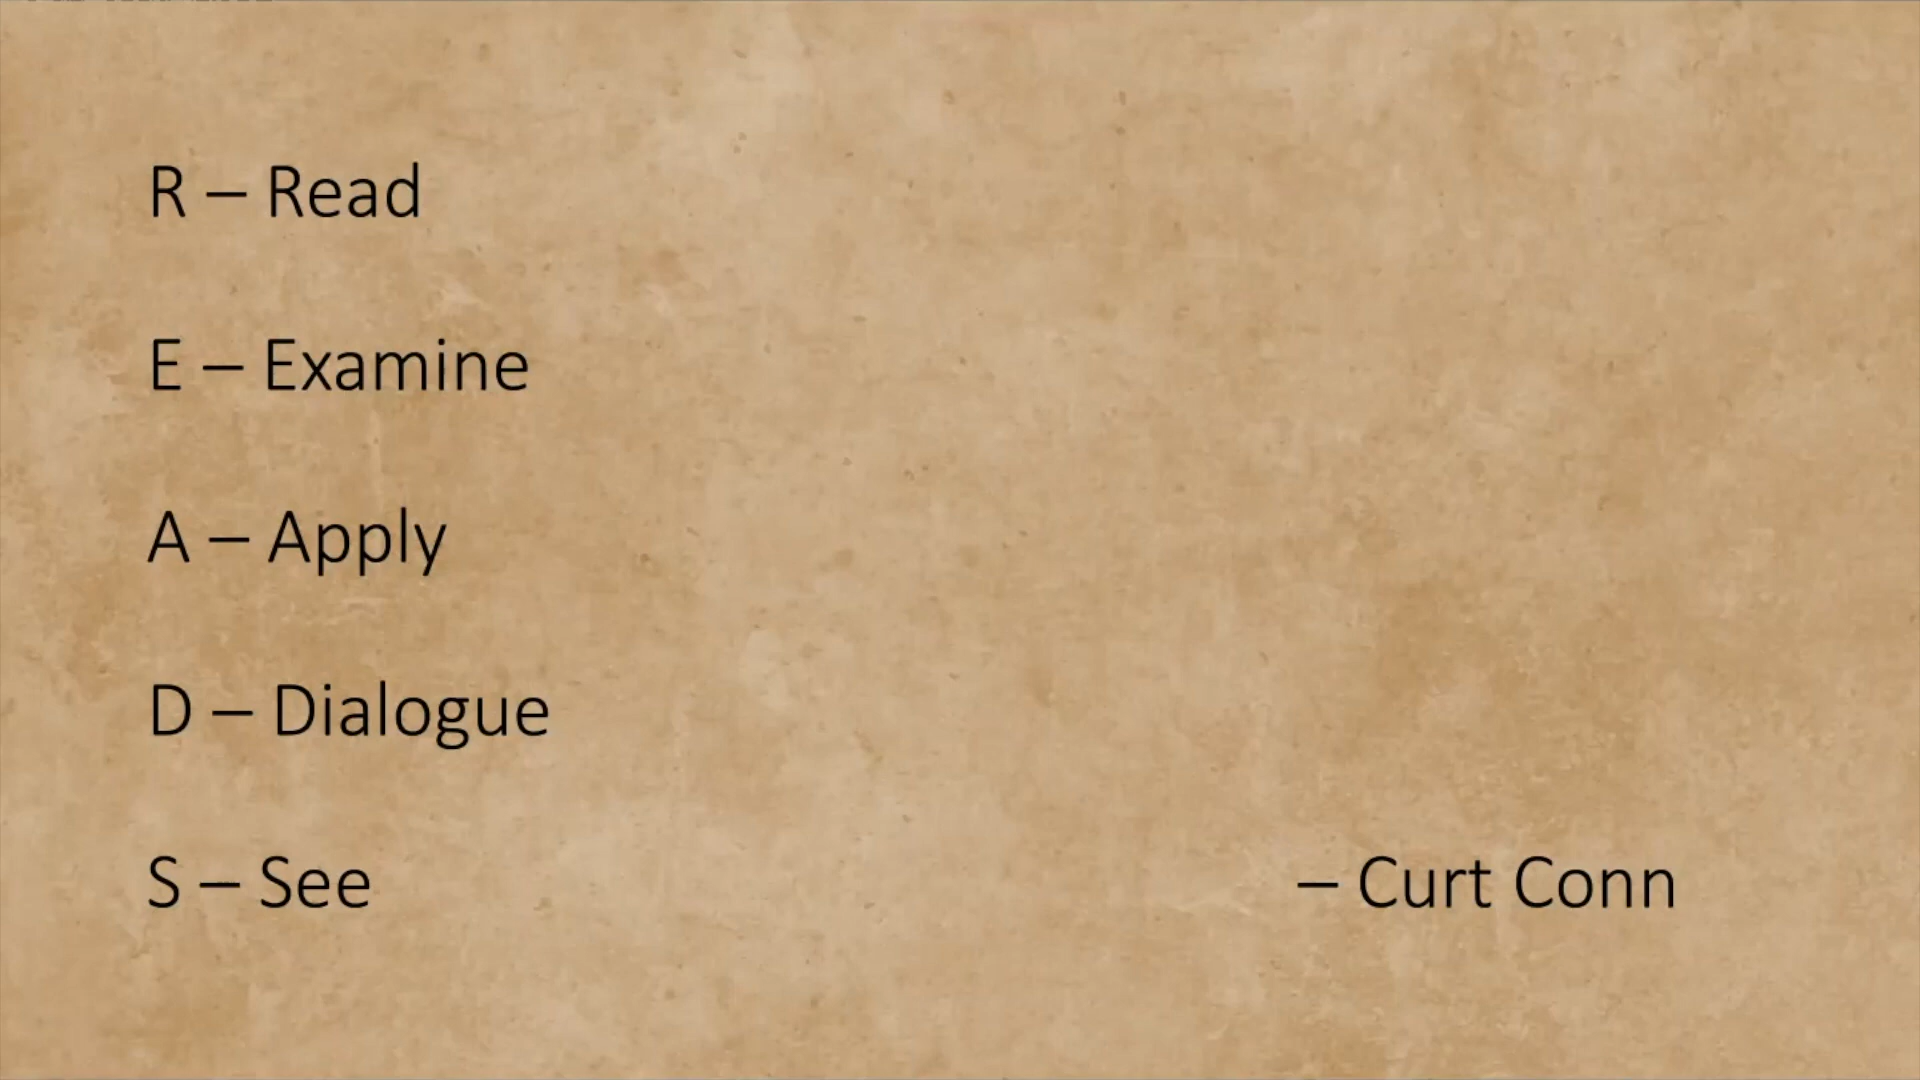 R – Read
E – Examine
A – Apply
D – Dialogue
S – See
– Curt Conn